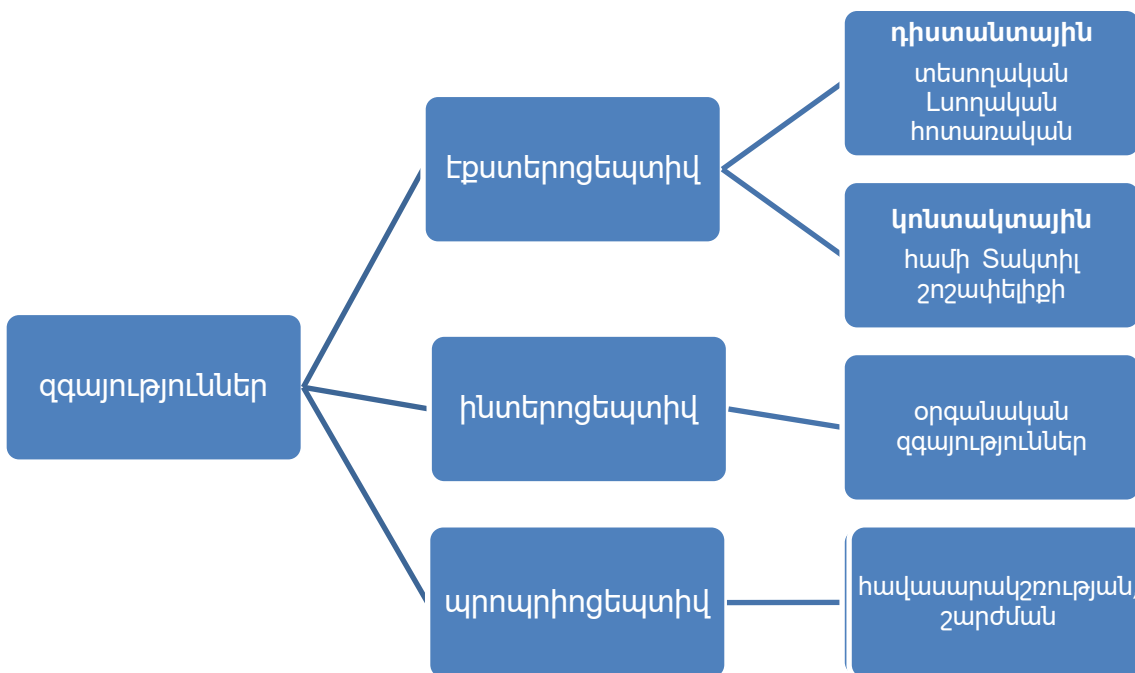 զգայություններ
էքստերոցեպտիվ
դիստանտային
տեսողական
Լսողական
հոտառական
կոնտակտային
համի Տակտիլ
շոշափելիքի
ինտերոցեպտիվ
օրգանական
զգայություններ
պրոպրիոցեպտիվ
հավասարակշռության,
շարժման